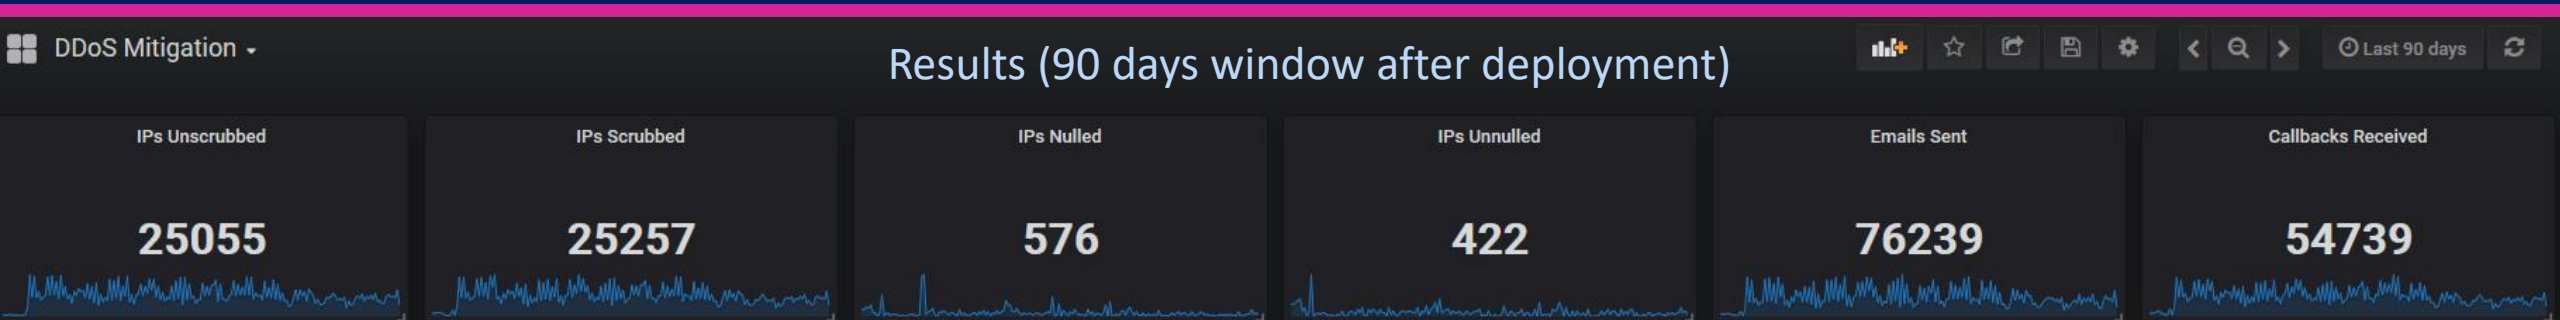 DDoS Mitigation
Results (90 days window after deployment)
Last 90 days
IPs Unscrubbed
25055
IPs Scrubbed
25257
IPs Nulled
576
IPs Unnulled
422
Emails Sent
76239
Callbacks Received
54739